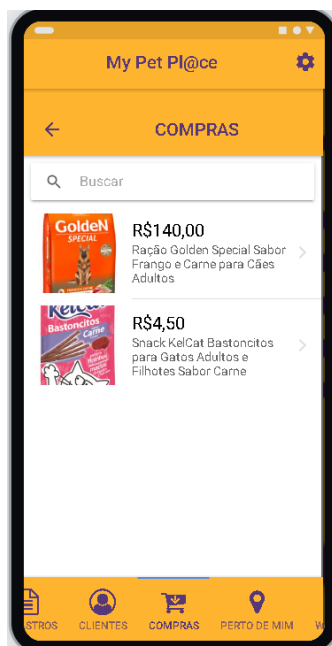 My Pet Pl@ce
COMPRAS
Buscar
GoldeN
SPECIAL
R$140,00
Ração Golden Special Sabor
Frango e Carne para Cães
Adultos
KelCat
Bastoncitos
Carne
R$4,50
Snack KelCat Bastoncitos
para Gatos Adultos e
Filhotes Sabor Carne
STROS
CLIENTES
COMPRAS
PERTO DE MIM
W